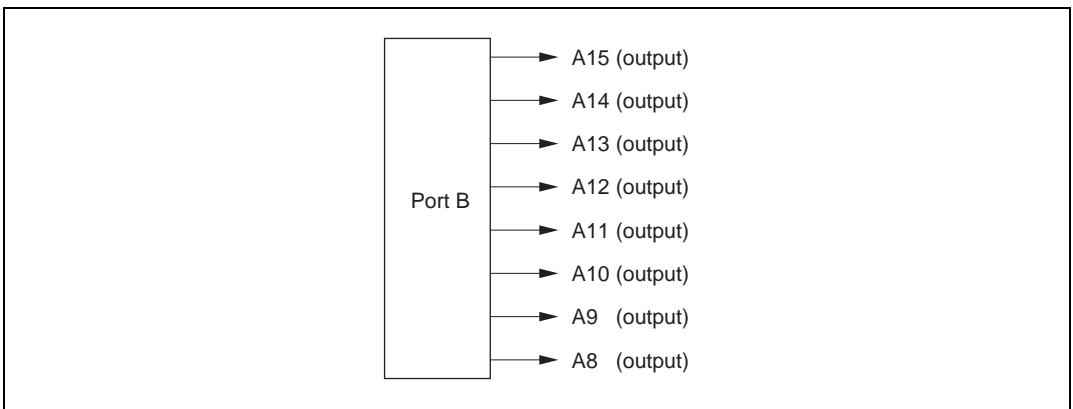 A15 (output)
A14 (output)
A13 (output)
A12 (output)
Port B
A11 (output)
A10 (output)
A9 (output)
A8 (output)